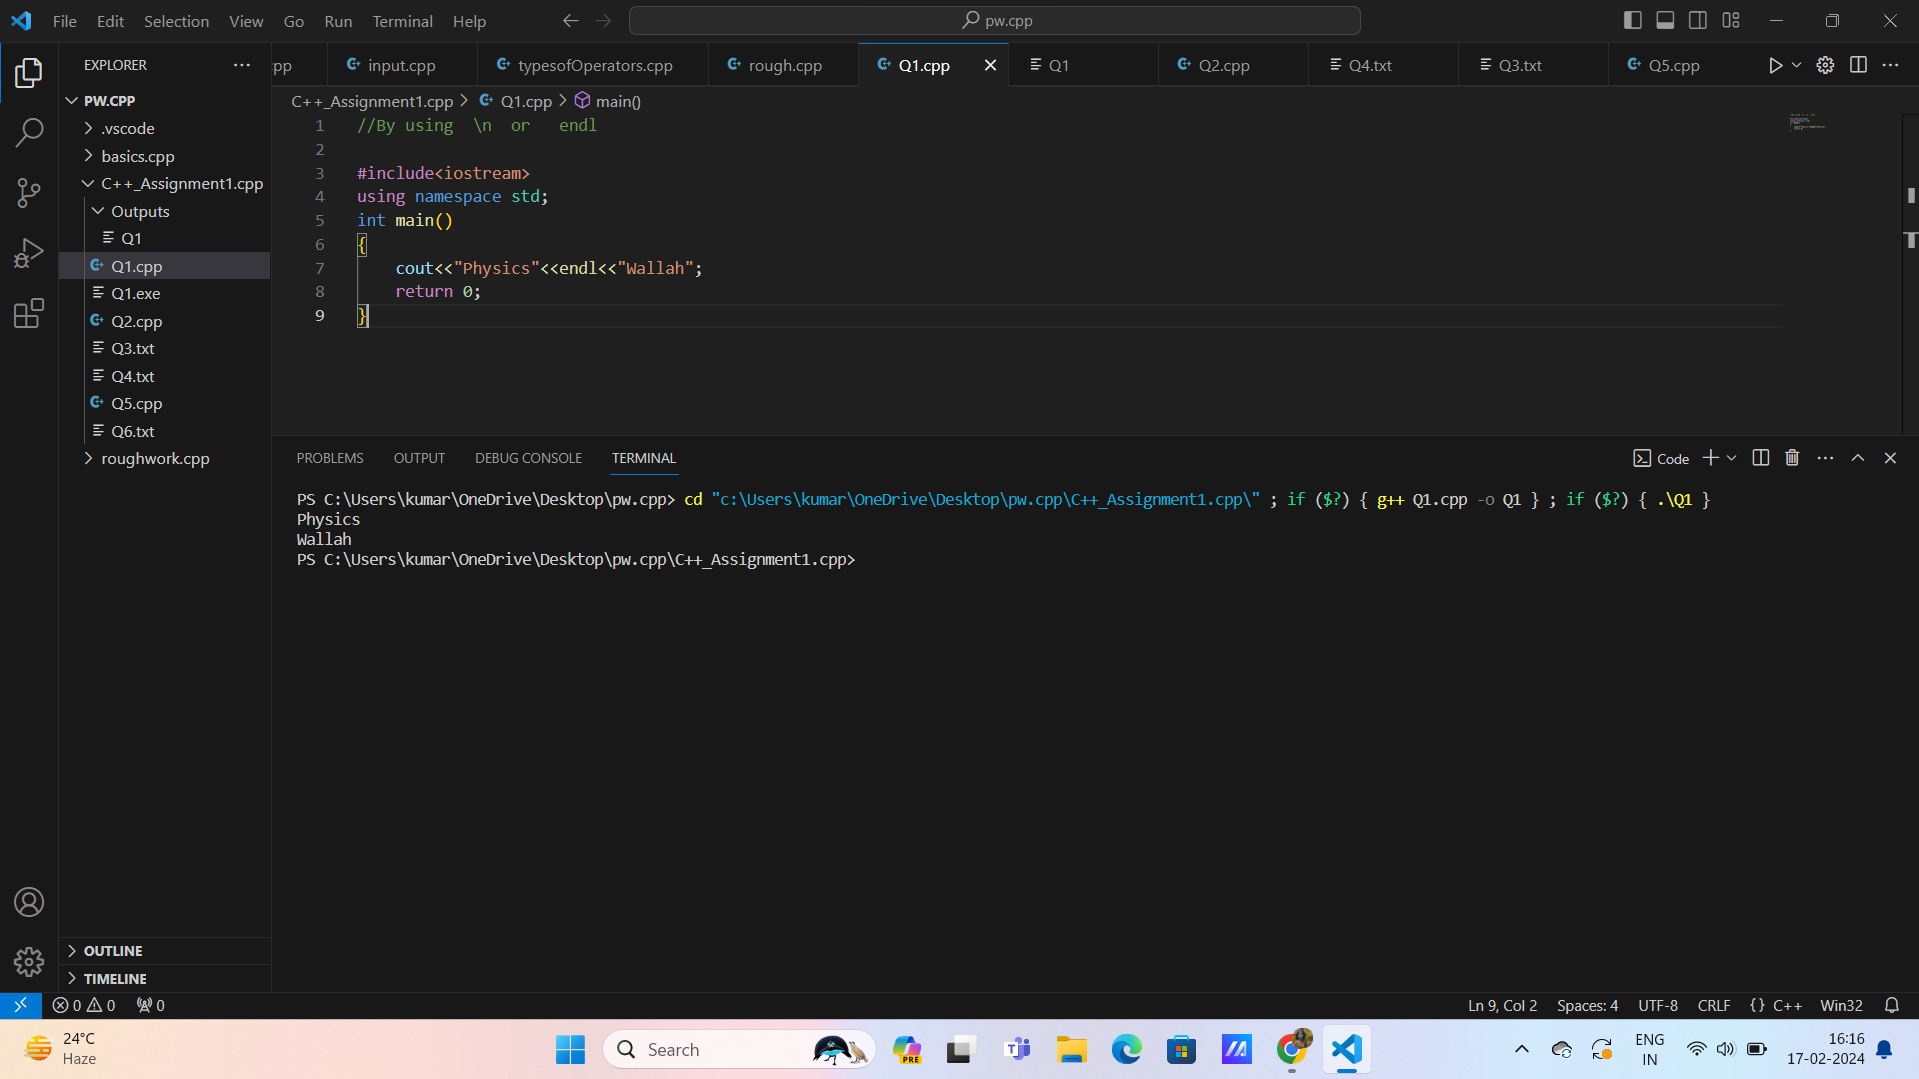 File Edit Selection View Go Run Terminal Help
pw.cpp
EXPLORER
PW.CPP
.vscode
basics.cpp
C++_Assignment1.cpp
Outputs
Q1
Q1.cpp
Q1.exe
Q2.cpp
Q3.txt
Q4.txt
Q5.cpp
Q6.txt
roughwork.cpp
OUTLINE
TIMELINE
pp input.cpp typesofOperators.cpp rough.cpp Q1.cpp Q1 Q2.cpp Q4.txt Q3.txt Q5.cpp
C++_Assignment1.cpp > Q1.cpp > main()
1 //By using  \n  or   endl
2
3 #include<iostream>
4 using namespace std;
5 int main()
6 {
7     cout<<"Physics"<<endl<<"Wallah";
8     return 0;
9 }
PROBLEMS OUTPUT DEBUG CONSOLE TERMINAL
Code
PS C:\Users\kumar\OneDrive\Desktop\pw.cpp> cd "c:\Users\kumar\OneDrive\Desktop\pw.cpp\C++_Assignment1.cpp\" ; if ($?) { g++ Q1.cpp -o Q1 } ; if ($?) { .\Q1 }
Physics
Wallah
PS C:\Users\kumar\OneDrive\Desktop\pw.cpp\C++_Assignment1.cpp>
0 0 0
Ln 9, Col 2 Spaces: 4 UTF-8 CRLF {} C++ Win32
24°C
Haze
Search
PRE
ENG
IN
16:16
17-02-2024